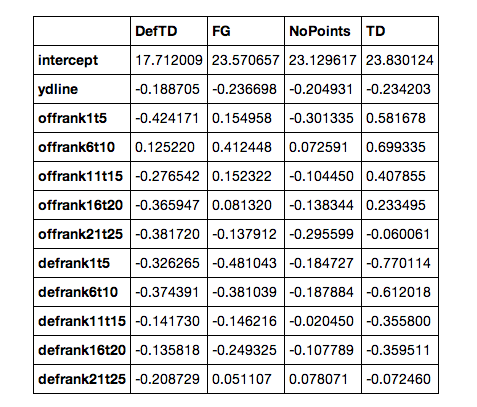 DefTD FG NoPoints TD
intercept 17.712009 23.570657 23.129617 23.830124
ydline -0.188705 -0.236698 -0.204931 -0.234203
offrank1t5 -0.424171 0.154958 -0.301335 0.581678
offrank6t10 0.125220 0.412448 0.072591 0.699335
offrank11t15 -0.276542 0.152322 -0.104450 0.407855
offrank16t20 -0.365947 0.081320 -0.138344 0.233495
offrank21t25 -0.381720 -0.137912 -0.295599 -0.060061
defrank1t5 -0.326265 -0.481043 -0.184727 -0.770114
defrank6t10 -0.374391 -0.381039 -0.187884 -0.612018
defrank11t15 -0.141730 -0.146216 -0.020450 -0.355800
defrank16t20 -0.135818 -0.249325 -0.107789 -0.359511
defrank21t25 -0.208729 0.051107 0.078071 -0.072460